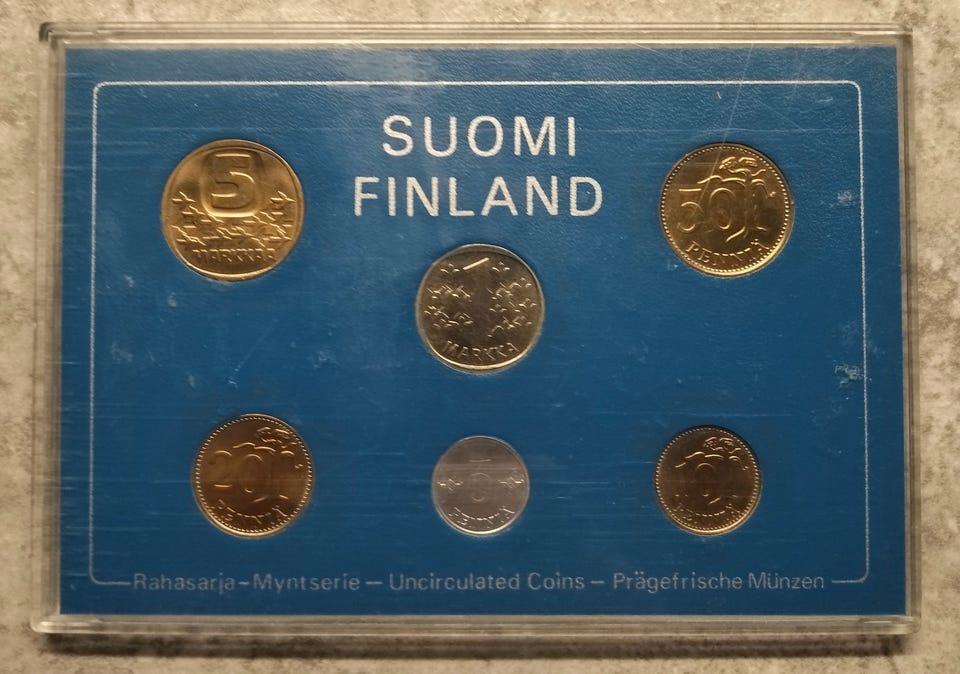 SUOMI
FINLAND
5
MARKKAA
50
PENNIÄ
1
MARKKA
20
PENNIÄ
PENNIÄ
10
PENNIÄ
Rahasarja – Myntserie – Uncirculated Coins – Prägefrische Münzen